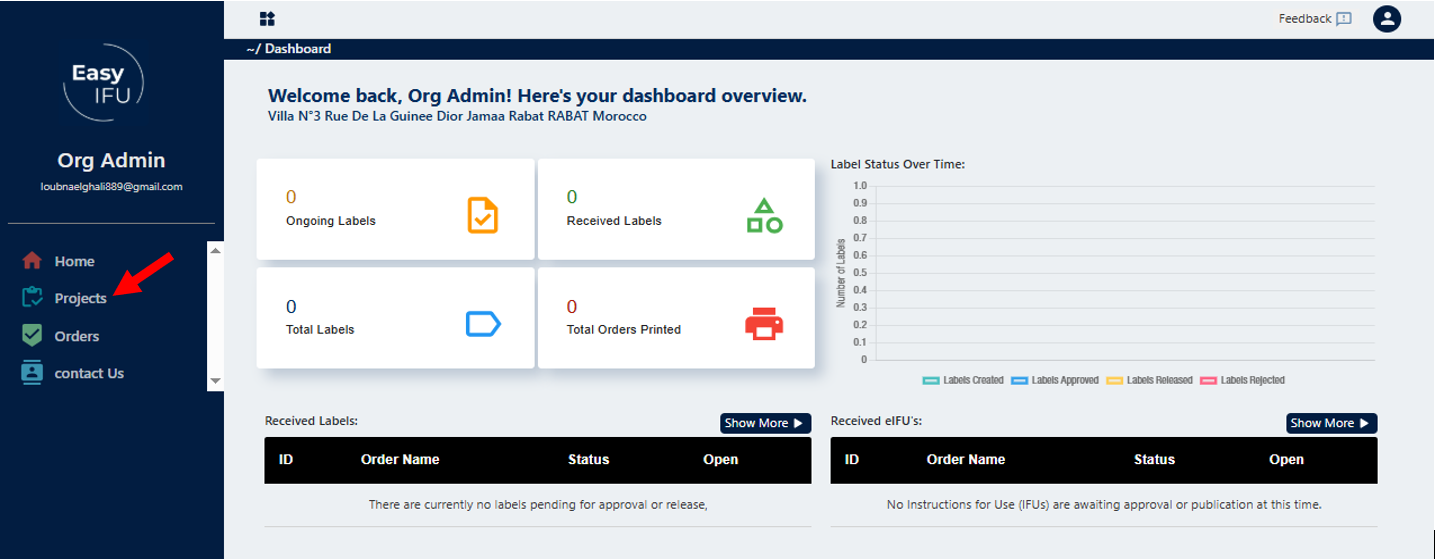 Feedback
~/ Dashboard
Easy
IFU
Org Admin
loubnaelghali889@gmail.com
Home
Projects
Orders
contact Us
Welcome back, Org Admin! Here's your dashboard overview.
Villa N°3 Rue De La Guinee Dior Jamaa Rabat RABAT Morocco
0
Ongoing Labels
0
Received Labels
0
Total Labels
0
Total Orders Printed
Label Status Over Time:
Number of Labels
1.0
0.9
0.8
0.7
0.6
0.5
0.4
0.3
0.2
0.1
0
Labels Created Labels Approved Labels Released Labels Rejected
Received Labels:
Show More
ID Order Name Status Open
There are currently no labels pending for approval or release,
Received eIFU's:
Show More
ID Order Name Status Open
No Instructions for Use (IFUs) are awaiting approval or publication at this time.